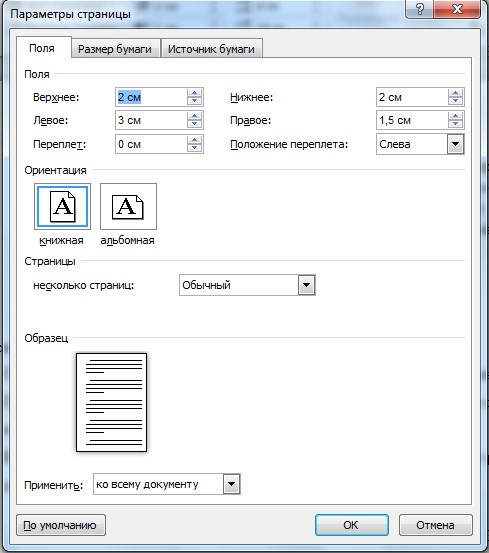 Параметры страницы
Поля Размер бумаги Источник бумаги
Поля
Верхнее: 2 см Нижнее: 2 см
Левое: 3 см Правое: 1,5 см
Переплет: 0 см Положение переплета: Слева
Ориентация
A A
книжная альбомная
Страницы
несколько страниц: Обычный
Образец
Применить: ко всему документу
По умолчанию ОК Отмена